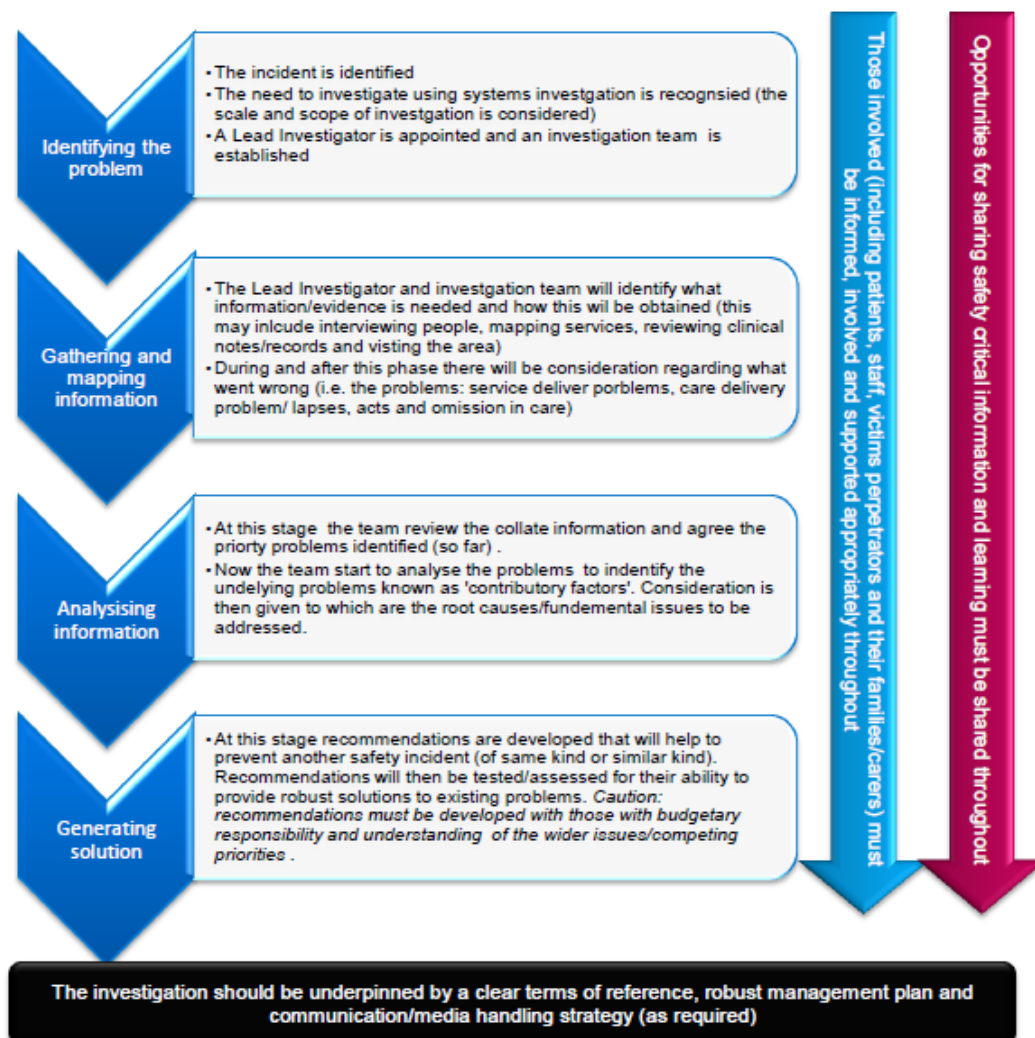 Identifying the
problem
• The incident is identified
• The need to investigate using systems investgation is recognsied (the
scale and scope of investgation is considered)
• A Lead Investigator is appointed and an investigation team is
established
Gathering and
mapping
information
• The Lead Investigator and investgation team will identify what
information/evidence is needed and how this wil be obtained (this
may inlcude interviewing people, mapping services, reviewing clinical
notes/records and visting the area)
• During and after this phase there will be consideration regarding what
went wrong (i.e. the problems: service deliver porblems, care delivery
problem/ lapses, acts and omission in care)
Analysising
information
• At this stage the team review the collate information and agree the
priorty problems identified (so far) .
• Now the team start to analyse the problems to indentify the
undelying problems known as 'contributory factors'. Consideration is
then given to which are the root causes/fundemental issues to be
addressed.
Generating
solution
• At this stage recommendations are developed that will help to
prevent another safety incident (of same kind or similar kind).
Recommendations will then be tested/assessed for their ability to
provide robust solutions to existing problems. Caution:
recommendations must be developed with those with budgetary
responsibility and understanding of the wider issues/competing
priorities .
Those involved (including patients, staff, victims perpetrators and their families/carers) must
be informed, involved and supported appropriately throughout
Opportunities for sharing safety critical information and learning must be shared throughout
The investigation should be underpinned by a clear terms of reference, robust management plan and
communication/media handling strategy (as required)